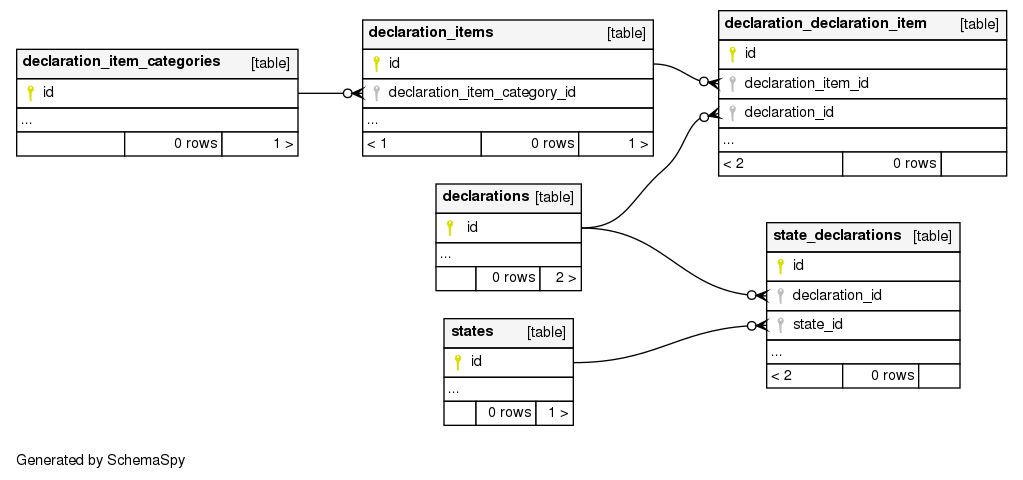 declaration_item_categories [table]
id
...
0 rows 1 >
declaration_items [table]
id
declaration_item_category_id
...
< 1 0 rows 1 >
declaration_declaration_item [table]
id
declaration_item_id
declaration_id
...
< 2 0 rows
declarations [table]
id
...
0 rows 2 >
state_declarations [table]
id
declaration_id
state_id
...
< 2 0 rows
states [table]
id
...
0 rows 1 >
Generated by SchemaSpy